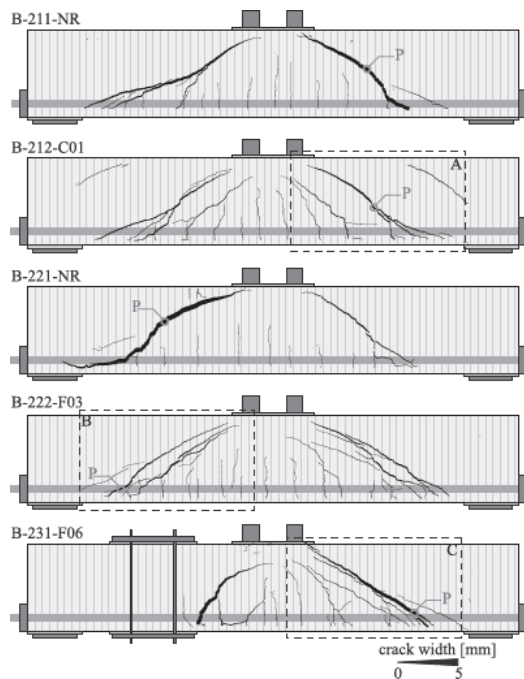 B-211-NR
P
B-212-C01
A
P
B-221-NR
P
B-222-F03
B
P
B-231-F06
C
P
crack width [mm]
0 5